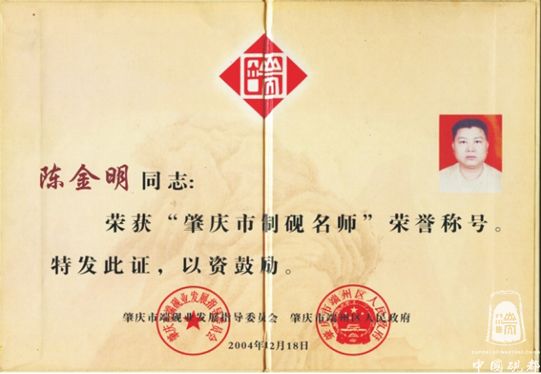 陈金明同志:
荣获“肇庆市制砚名师”荣誉称号。
特发此证，以资鼓励。
肇庆市端砚业发展指导委员会 肇庆市端州区人民政府
2004年12月18日
中国砚都